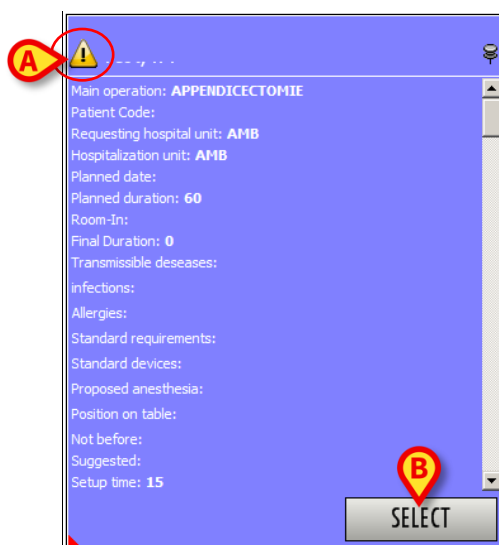 A
Main operation: APPENDICECTOMIE
Patient Code:
Requesting hospital unit: AMB
Hospitalization unit: AMB
Planned date:
Planned duration: 60
Room-In:
Final Duration: 0
Transmissible deseases:
infections:
Allergies:
Standard requirements:
Standard devices:
Proposed anesthesia:
Position on table:
Not before:
Suggested:
Setup time: 15
B
SELECT